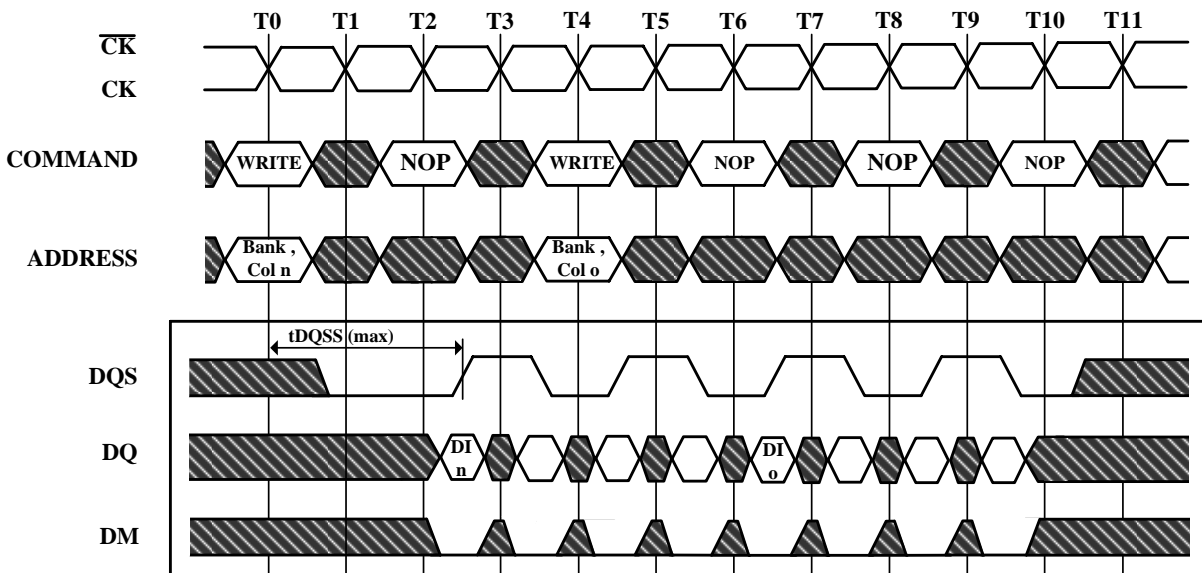 T0 T1 T2 T3 T4 T5 T6 T7 T8 T9 T10 T11
CK
CK
COMMAND WRITE NOP WRITE NOP NOP NOP
ADDRESS Bank , Col n Bank , Col o
tDQSS (max)
DQS
DQ DI n DI o
DM